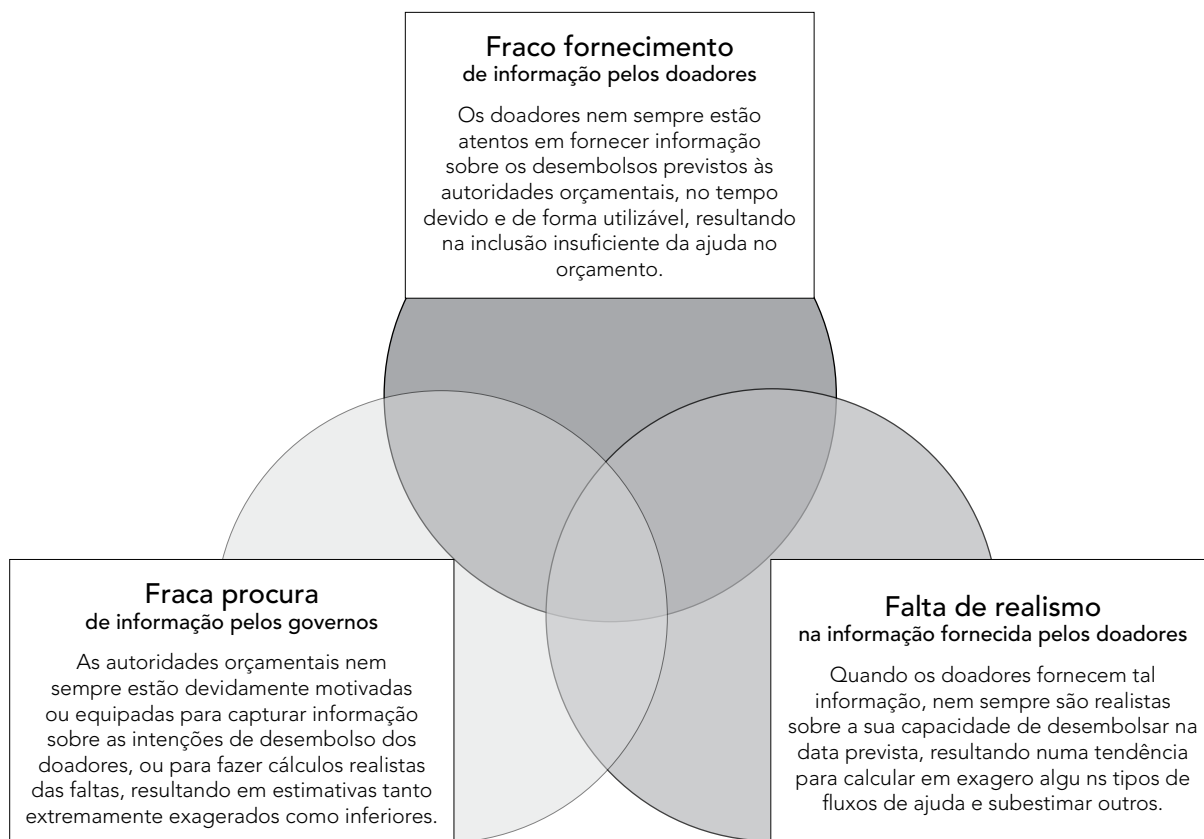 Fraco fornecimento
de informação pelos doadores
Os doadores nem sempre estão
atentos em fornecer informação
sobre os desembolsos previstos às
autoridades orçamentais, no tempo
devido e de forma utilizável, resultando
na inclusão insuficiente da ajuda no
orçamento.
Fraca procura
de informação pelos governos
As autoridades orçamentais nem
sempre estão devidamente motivadas
ou equipadas para capturar informação
sobre as intenções de desembolso dos
doadores, ou para fazer cálculos realistas
das faltas, resultando em estimativas tanto
extremamente exagerados como inferiores.
Falta de realismo
na informação fornecida pelos doadores
Quando os doadores fornecem tal
informação, nem sempre são realistas
sobre a sua capacidade de desembolsar na
data prevista, resultando numa tendência
para calcular em exagero algu ns tipos de
fluxos de ajuda e subestimar outros.